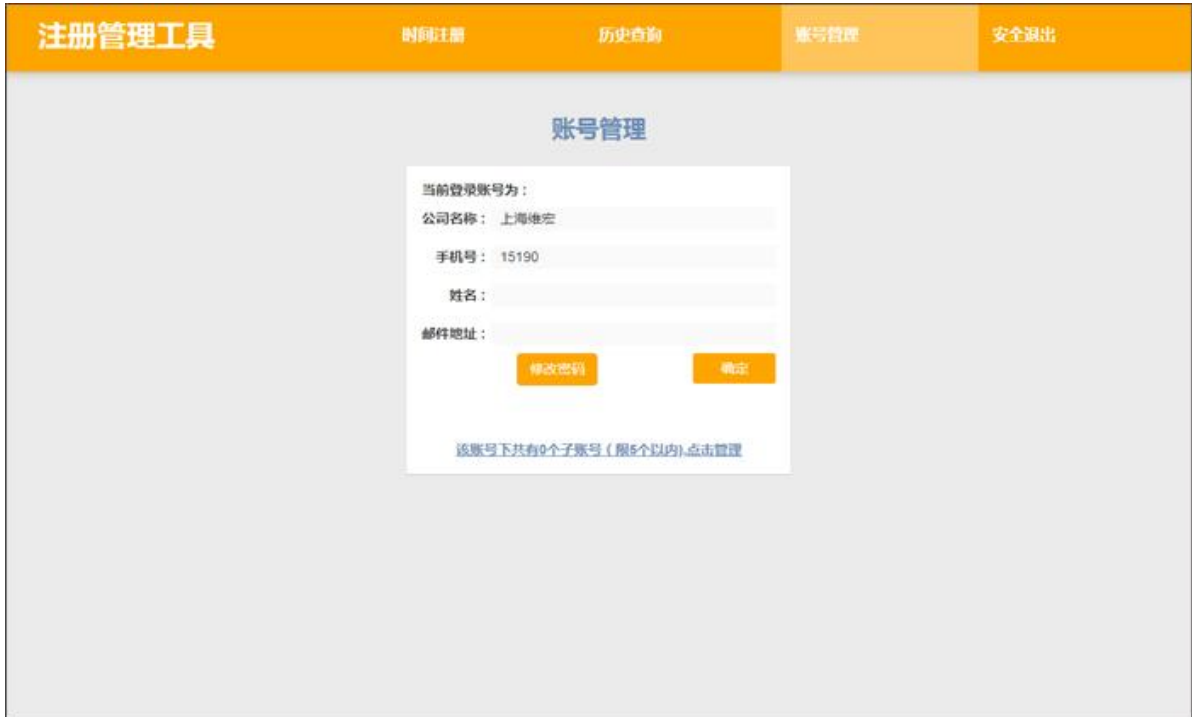 注册管理工具 时间注册 历史查询 账号管理 安全退出
账号管理
当前登录账号为：
公司名称： 上海维宏
手机号： 15190
姓名：
邮件地址：
修改密码 确定
该账号下共有0个子账号（限5个以内),点击管理